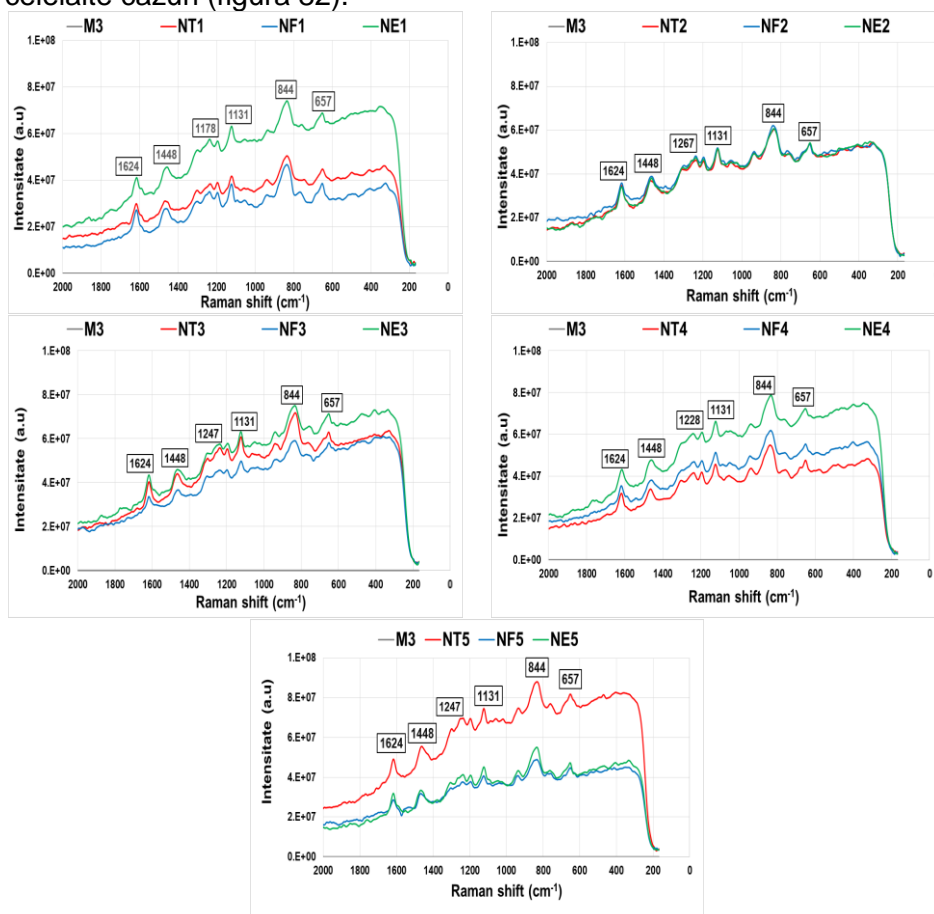 celelalte cazuri (figura
M3 NT1 NF1 NE1
1.E+08
8.E+07
6.E+07
4.E+07
2.E+07
0.E+00
Intensitate (a.u)
1624 1448 1178 1131 844 657
2000 1800 1600 1400 1200 1000 800 600 400 200 0
Raman shift (cm-1)
M3 NT2 NF2 NE2
1.E+08
8.E+07
6.E+07
4.E+07
2.E+07
0.E+00
Intensitate (a.u)
1624 1448 1267 1131 844 657
2000 1800 1600 1400 1200 1000 800 600 400 200
Raman shift (cm-1)
M3 NT3 NF3 NE3
1.E+08
8.E+07
6.E+07
4.E+07
2.E+07
0.E+00
Intensitate (a.u)
1624 1448 1247 1131 844 657
2000 1800 1600 1400 1200 1000 800 600 400 200 0
Raman shift (cm-1)
M3 NT4 NF4 NE4
1.E+08
8.E+07
6.E+07
4.E+07
2.E+07
0.E+00
Intensitate (a.u)
1624 1448 1228 1131 844 657
2000 1800 1600 1400 1200 1000 800 600 400 200 0
Raman shift (cm-1)
M3 NT5 NF5 NE5
1.E+08
8.E+07
6.E+07
4.E+07
2.E+07
0.E+00
Intensitate (a.u)
1624 1448 1247 1131 844 657
2000 1800 1600 1400 1200 1000 800 600 400 200 0
Raman shift (cm-1)